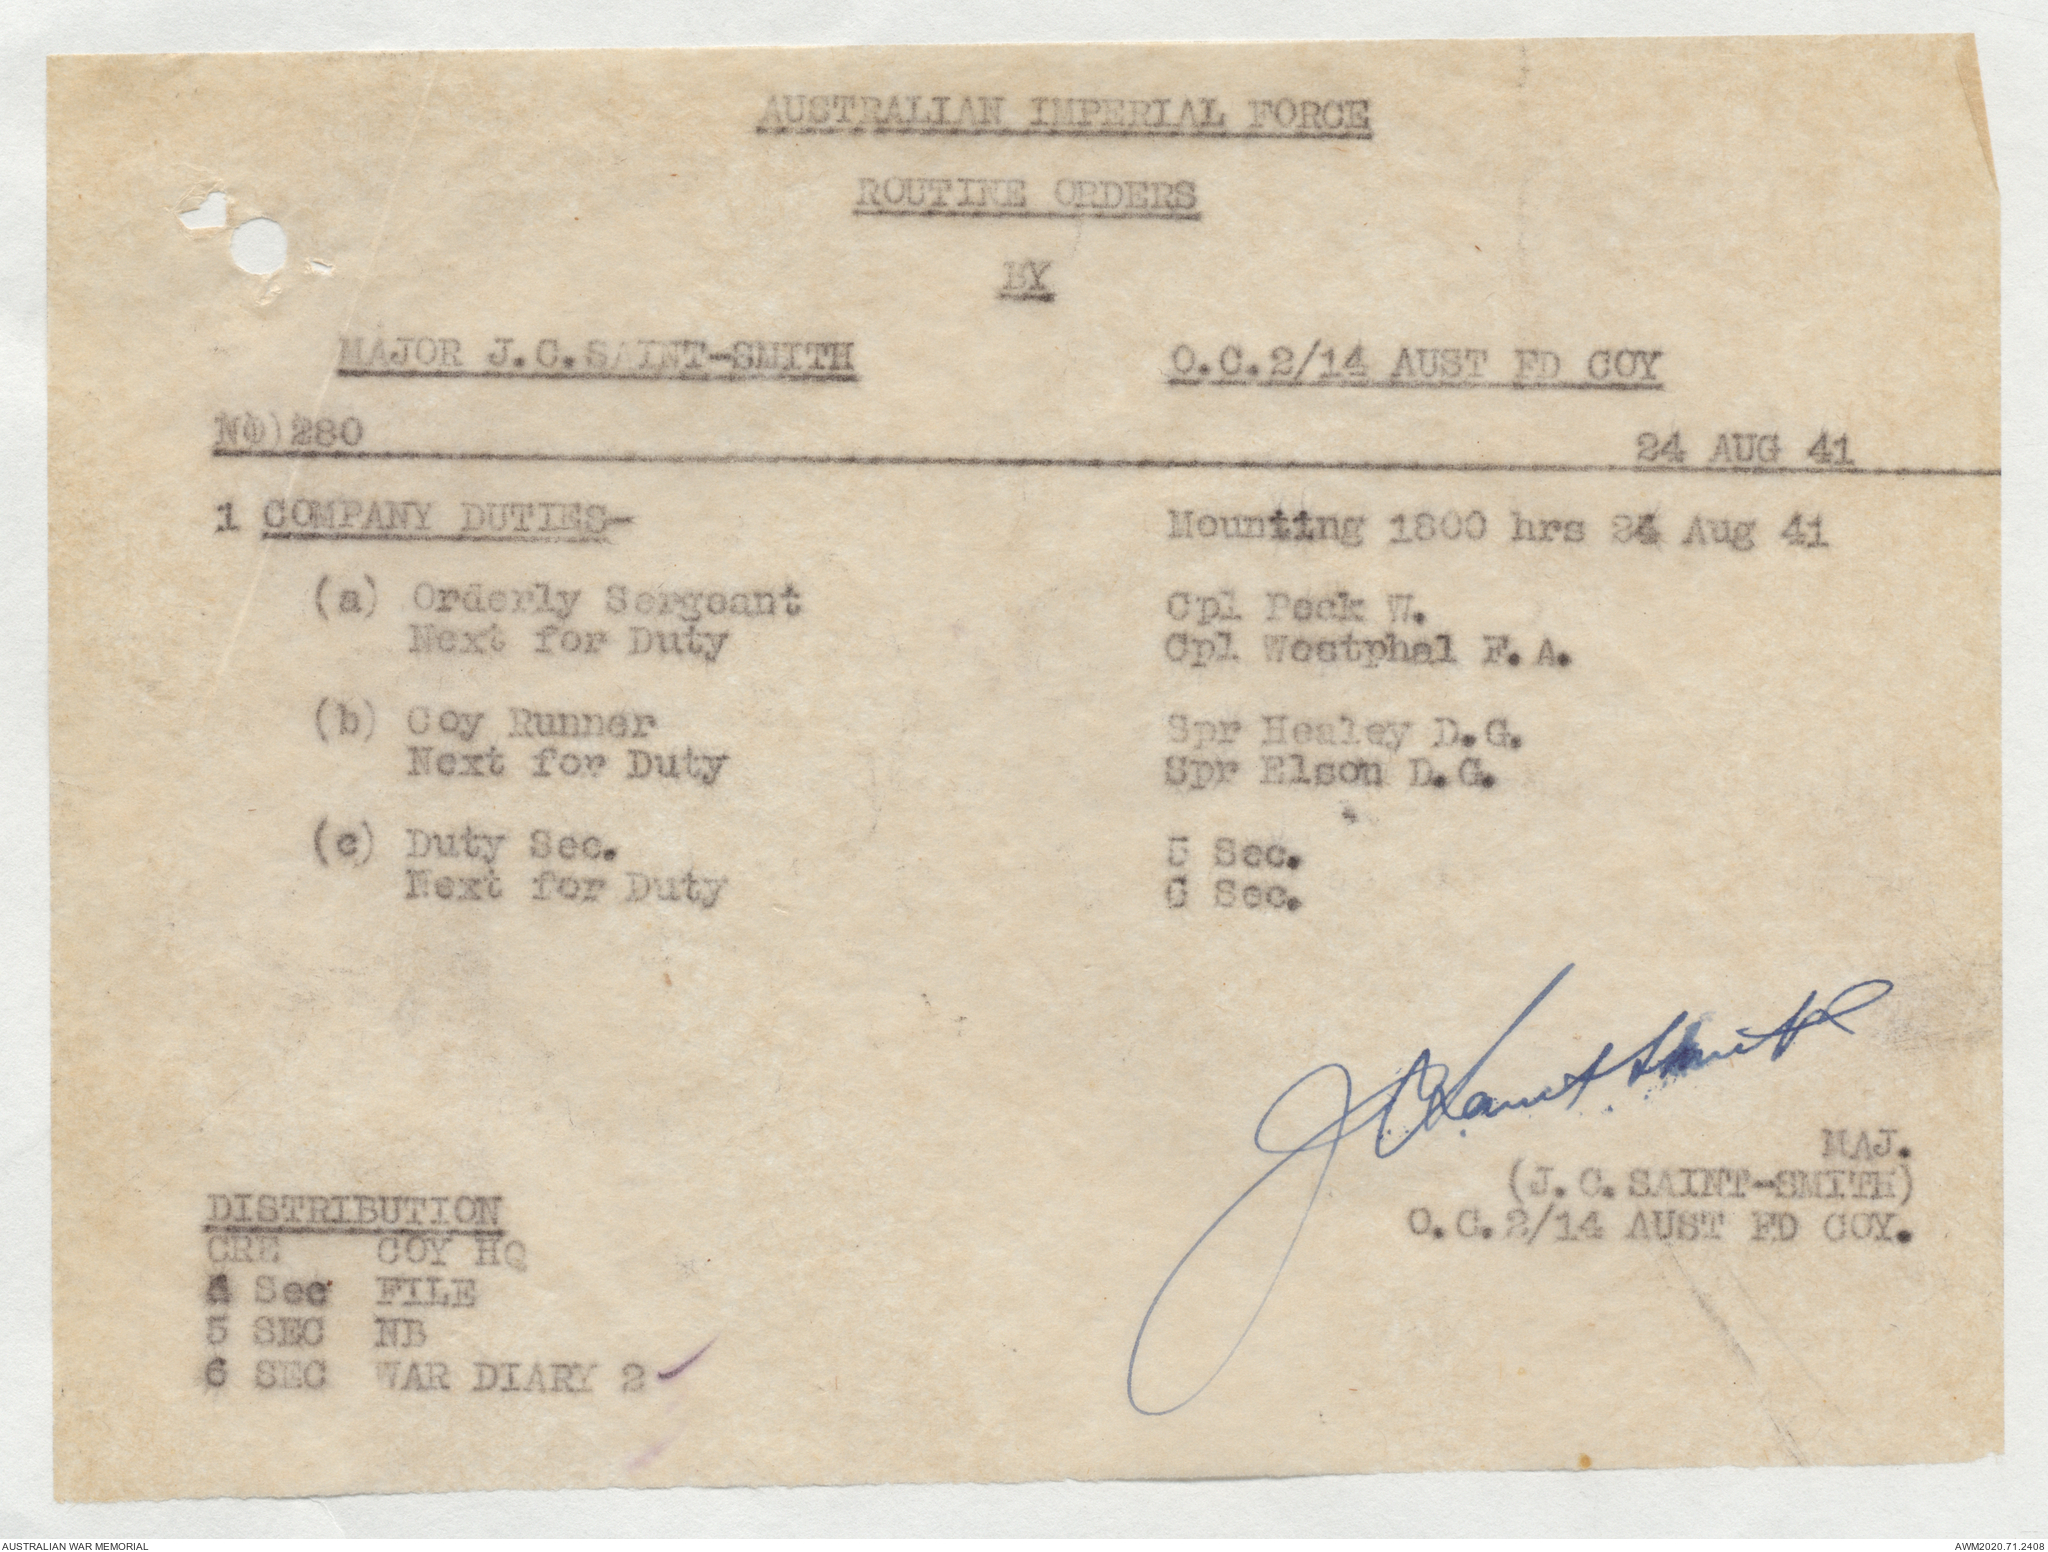 AUSTRALIAN IMPERIAL FORCE
ROUTINE ORDERS
BY
MAJOR J.C.SAINT-SMITH O.C.2/14 AUST FD COY
NO)280 24 AUG 41
1 COMPANY DUTIES- Mounting 1800 hrs 24 Aug 41
(a) Orderly Sergeant Cpl Peck W.
Next for Duty Cpl Westphal F.A.
(b) Coy Runner Spr Healey D.G.
Next for Duty Spr Elson D.G.
(c) Duty Sec. 5 Sec.
Next for Duty 6 Sec.
J C Saint-Smith
MAJ.
(J.C.SAINT-SMITH)
O.C.2/14 AUST FD COY.
DISTRIBUTION
CRE COY HQ
4 Sec FILE
5 SEC NB
6 SEC WAR DIARY 2
AUSTRALIAN WAR MEMORIAL AWM2020.71.2408